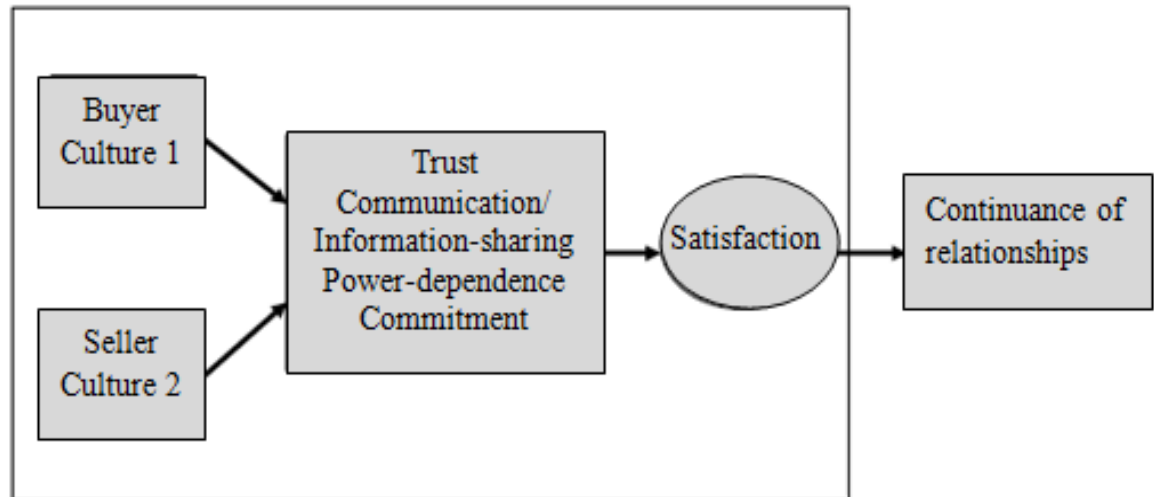 Buyer
Culture 1
Trust
Communication/
Information-sharing
Power-dependence
Commitment
Satisfaction
Continuance of
relationships
Seller
Culture 2